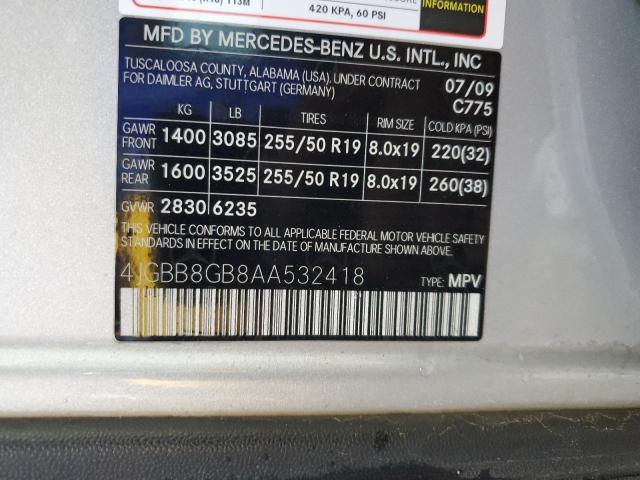 113M
420 KPA, 60 PSI
INFORMATION
MFD BY MERCEDES-BENZ U.S. INTL., INC
TUSCALOOSA COUNTY, ALABAMA (USA). UNDER CONTRACT
FOR DAIMLER AG, STUTTGART (GERMANY)
07/09
C775
KG LB TIRES RIM SIZE COLD KPA (PSI)
GAWR FRONT 1400 3085 255/50 R19 8.0x19 220(32)
GAWR REAR 1600 3525 255/50 R19 8.0x19 260(38)
GVWR 2830 6235
THIS VEHICLE CONFORMS TO ALL APPLICABLE FEDERAL MOTOR VEHICLE SAFETY
STANDARDS IN EFFECT ON THE DATE OF MANUFACTURE SHOWN ABOVE.
4JGBB8GB8AA532418
TYPE: MPV